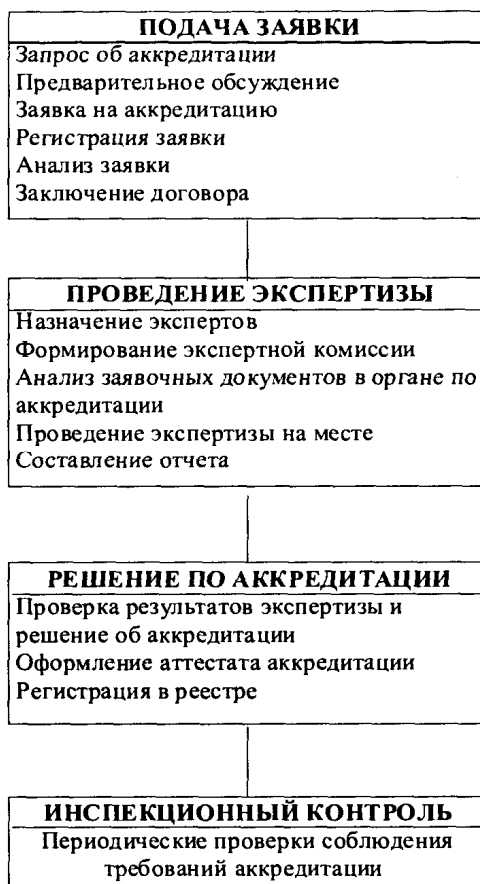 ПОДАЧА ЗАЯВКИ
Запрос об аккредитации
Предварительное обсуждение
Заявка на аккредитацию
Регистрация заявки
Анализ заявки
Заключение договора
ПРОВЕДЕНИЕ ЭКСПЕРТИЗЫ
Назначение экспертов
Формирование экспертной комиссии
Анализ заявочных документов в органе по
аккредитации
Проведение экспертизы на месте
Составление отчета
РЕШЕНИЕ ПО АККРЕДИТАЦИИ
Проверка результатов экспертизы и
решение об аккредитации
Оформление аттестата аккредитации
Регистрация в реестре
ИНСПЕКЦИОННЫЙ КОНТРОЛЬ
Периодические проверки соблюдения
требований аккредитации